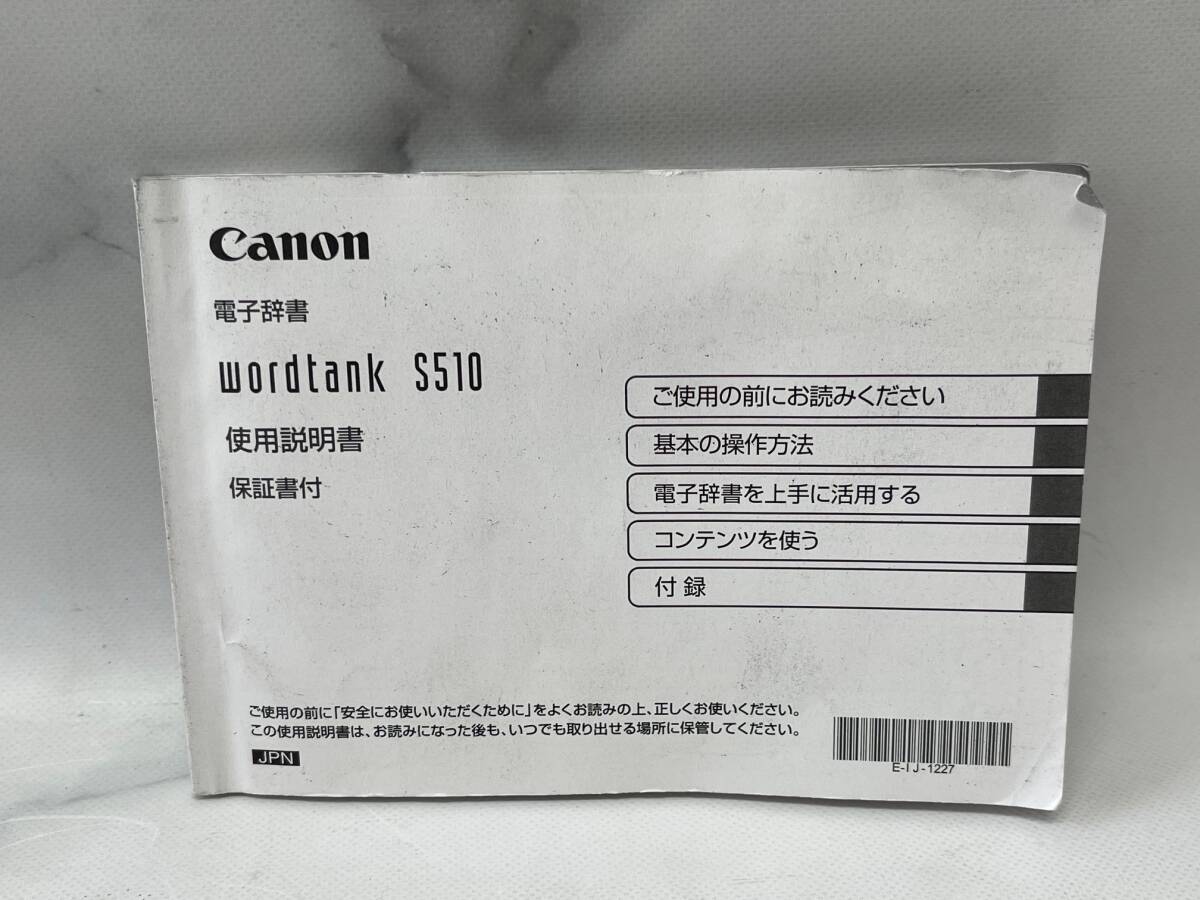 Canon
電子辞書
wordtank S510
使用説明書
保証書付
ご使用の前にお読みください
基本の操作方法
電子辞書を上手に活用する
コンテンツを使う
付 録
ご使用の前に「安全にお使いいただくために」をよくお読みの上、正しくお使いください。
この使用説明書は、お読みになった後も、いつでも取り出せる場所に保管してください。
JPN
E-IJ-1227